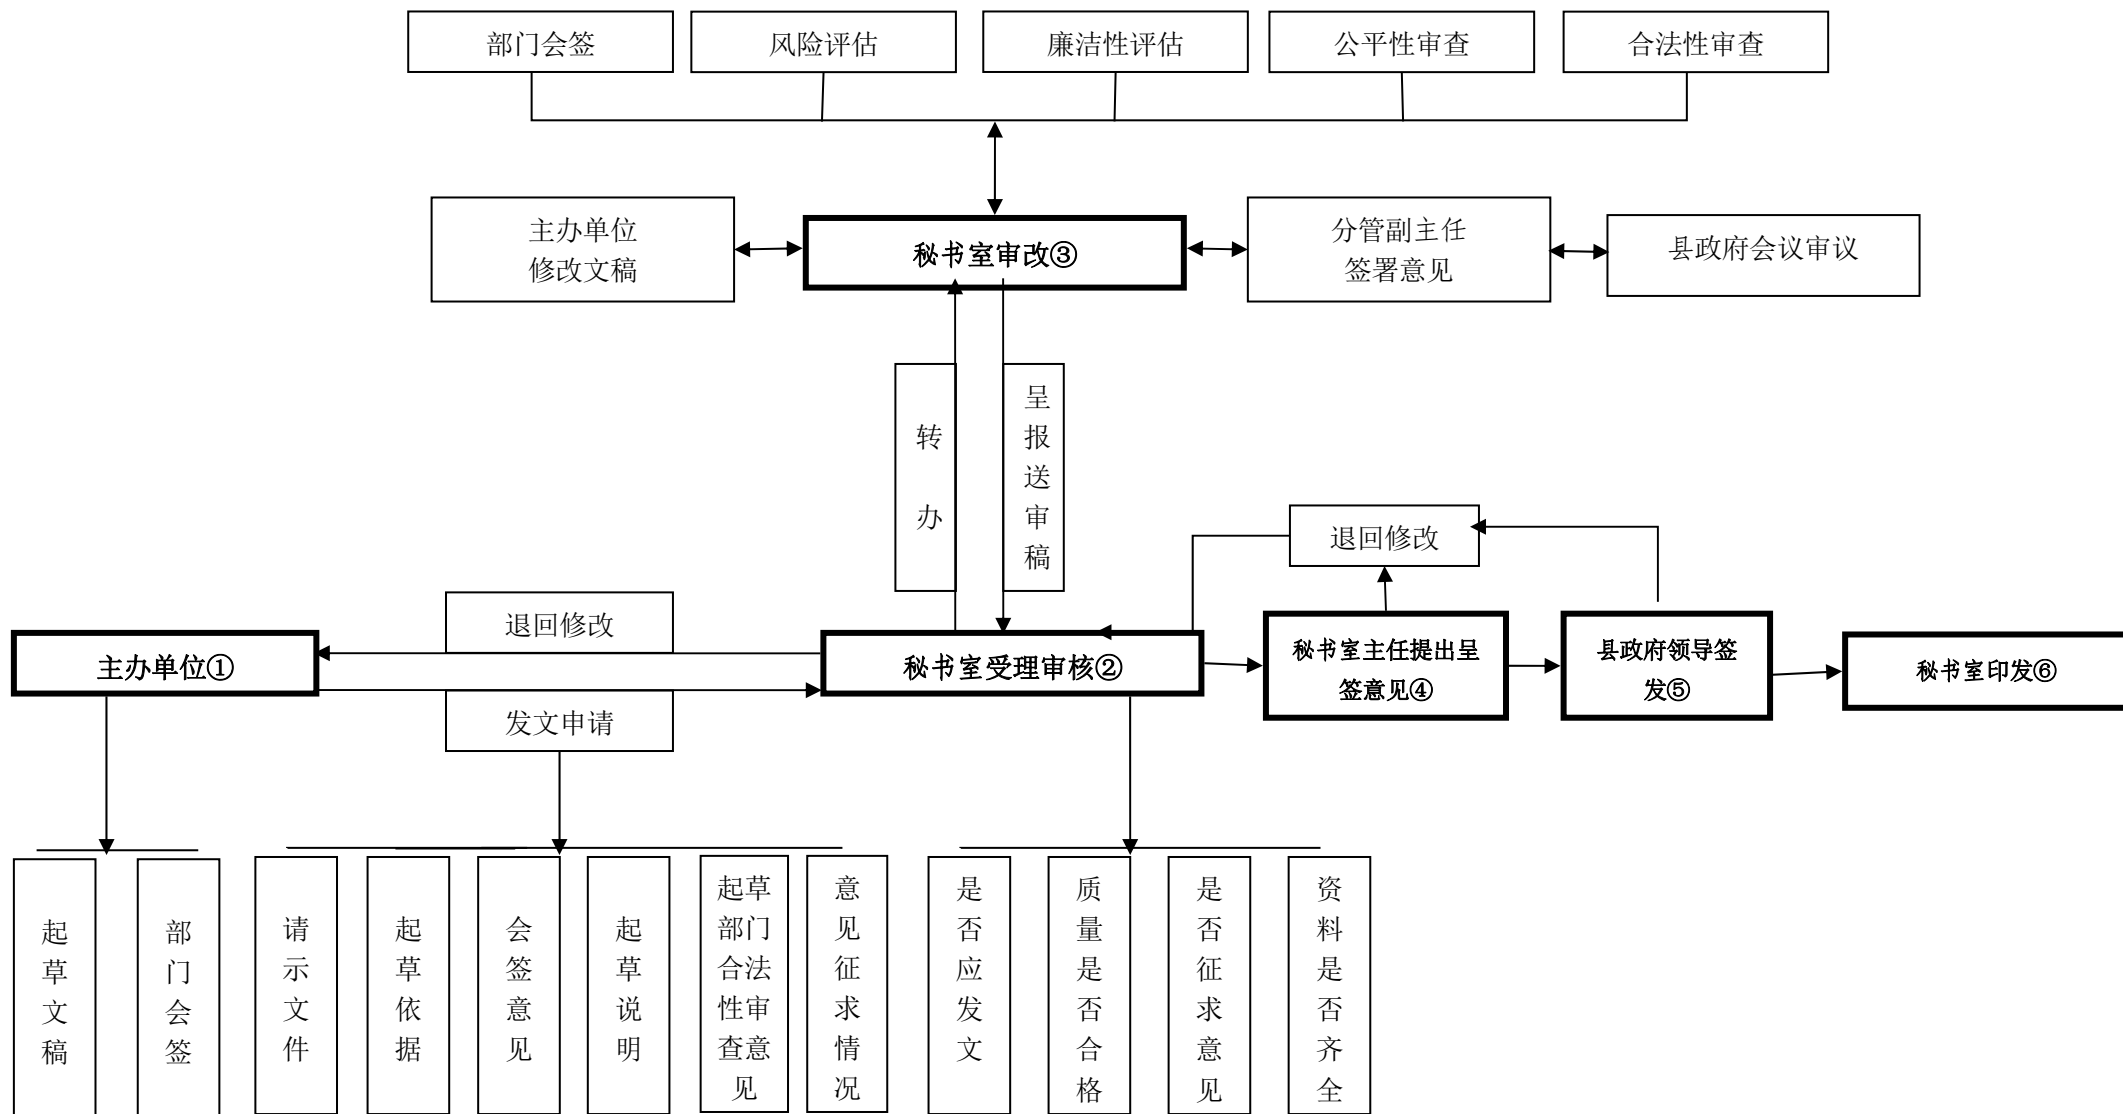 部门会签
风险评估
廉洁性评估
公平性审查
合法性审查
主办单位
修改文稿
秘书室审改③
分管副主任
签署意见
县政府会议审议
转办
呈报送审稿
退回修改
退回修改
主办单位①
秘书室受理审核②
秘书室主任提出呈
签意见④
县政府领导签
发⑤
秘书室印发⑥
发文申请
起草文稿
部门会签
请示文件
起草依据
会签意见
起草说明
起草
部门
合法
性审
查意
见
意见征求情况
是否应发文
质量是否合格
是否征求意见
资料是否齐全